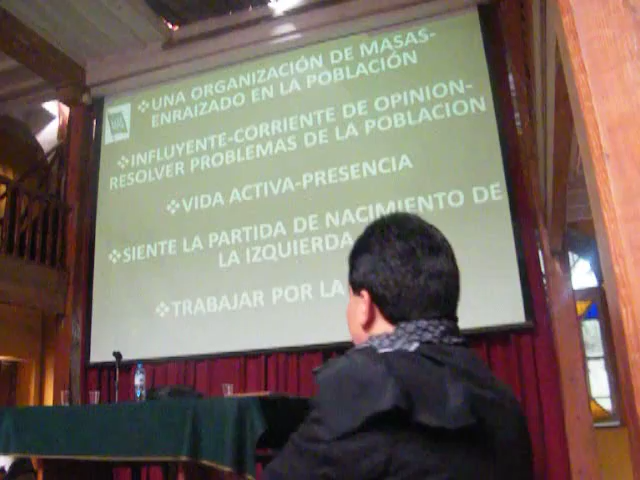 ❖UNA ORGANIZACIÓN DE MASAS-
ENRAIZADO EN LA POBLACIÓN
❖INFLUYENTE-CORRIENTE DE OPINION-
RESOLVER PROBLEMAS DE LA POBLACION
❖VIDA ACTIVA-PRESENCIA
❖SIENTE LA PARTIDA DE NACIMIENTO DE
LA IZQUIERDA
❖TRABAJAR POR LA